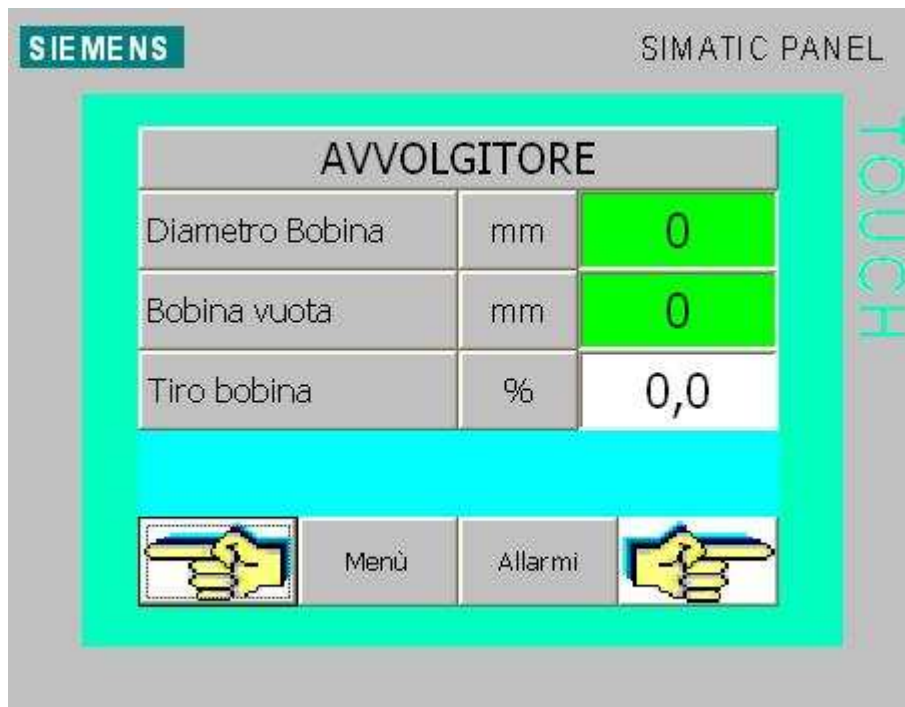 SIEMENS
SIMATIC PANEL
TOUCH
AVVOLGITORE
Diametro Bobina mm 0
Bobina vuota mm 0
Tiro bobina % 0,0
Menù Allarmi